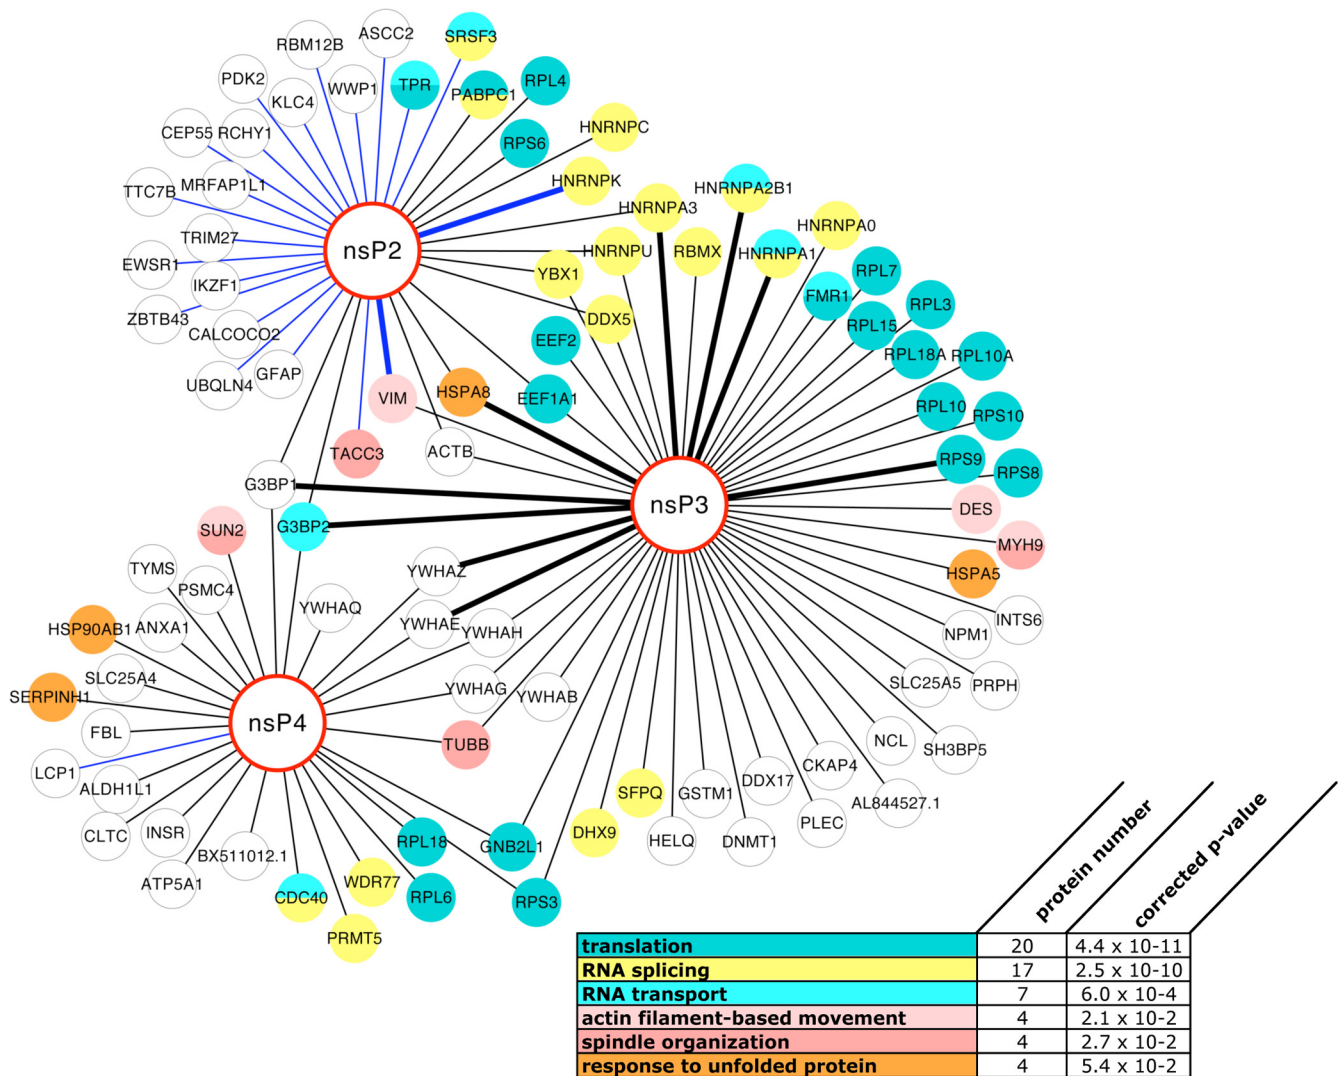 ASCC2
SRSF3
RBM12B
PDK2
WWP1
TPR
RPL4
KLC4
PABPC1
CEP55
RCHY1
HNRNPC
RPS6
TTC7B
MRFAP1L1
HNRNPK
HNRNPA2B1
HNRNPA3
HNRNPA0
TRIM27
nsP2
HNRNPU
RBMX
HNRNPA1
EWSR1
YBX1
RPL7
IKZF1
FMR1
ZBTB43
RPL3
CALCOCO2
DDX5
RPL15
EEF2
RPL18A
RPL10A
UBQLN4
GFAP
VIM
HSPA8
EEF1A1
RPL10
RPS10
TACC3
ACTB
RPS9
RPS8
G3BP1
nsP3
DES
SUN2
G3BP2
MYH9
TYMS
YWHAZ
HSPA5
PSMC4
YWHAQ
INTS6
HSP90AB1
ANXA1
YWHAE
YWHAH
NPM1
SLC25A4
SLC25A5
PRPH
SERPINH1
YWHAG
YWHAB
nsP4
FBL
TUBB
NCL
SH3BP5
LCP1
CKAP4
ALDH1L1
SFPQ
GSTM1
DDX17
AL844527.1
CLTC
INSR
PLEC
RPL18
GNB2L1
DHX9
HELQ
DNMT1
BX511012.1
ATP5A1
CDC40
WDR77
RPL6
RPS3
PRMT5
protein number
corrected p-value
translation 20 4.4 x 10-11
RNA splicing 17 2.5 x 10-10
RNA transport 7 6.0 x 10-4
actin filament-based movement 4 2.1 x 10-2
spindle organization 4 2.7 x 10-2
response to unfolded protein 4 5.4 x 10-2